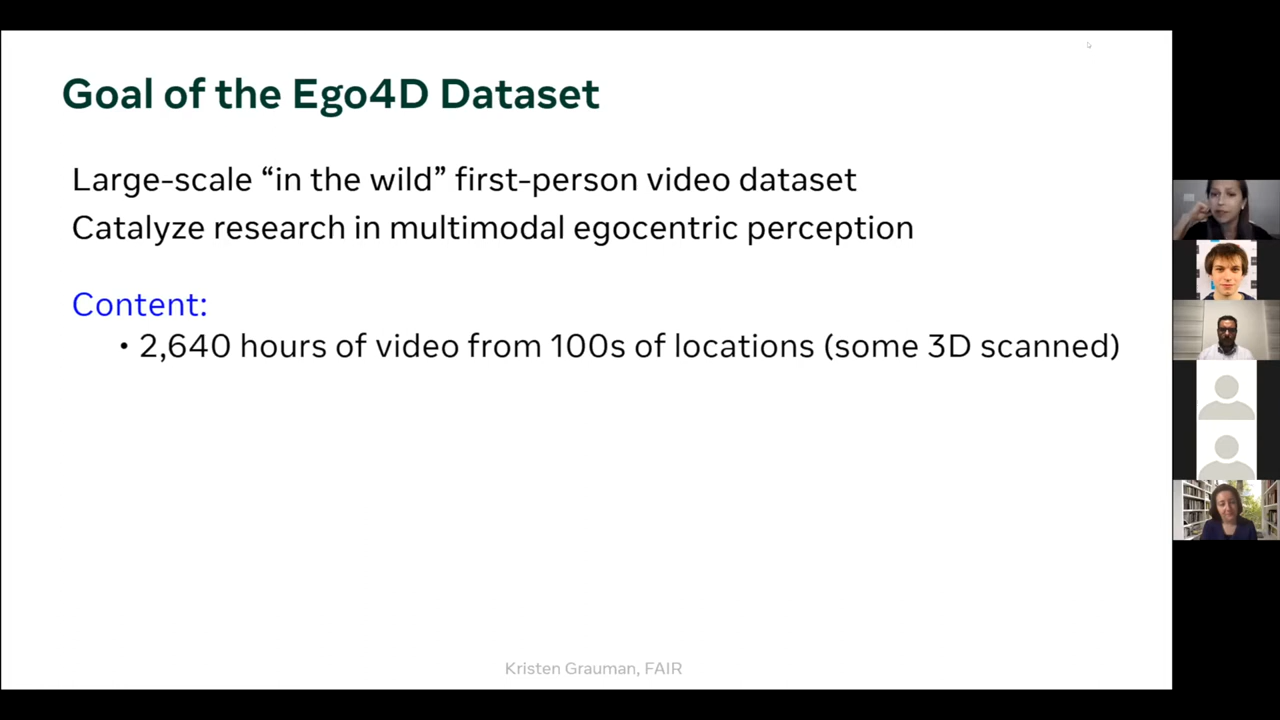 Goal of the Ego4D Dataset
Large-scale “in the wild” first-person video dataset
Catalyze research in multimodal egocentric perception
Content:
• 2,640 hours of video from 100s of locations (some 3D scanned)
Kristen Grauman, FAIR